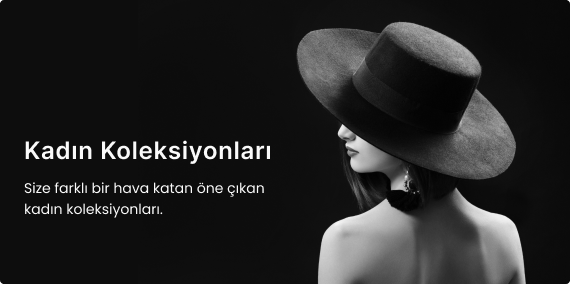 Kadın Koleksiyonları
Size farklı bir hava katan öne çıkan
kadın koleksiyonları.